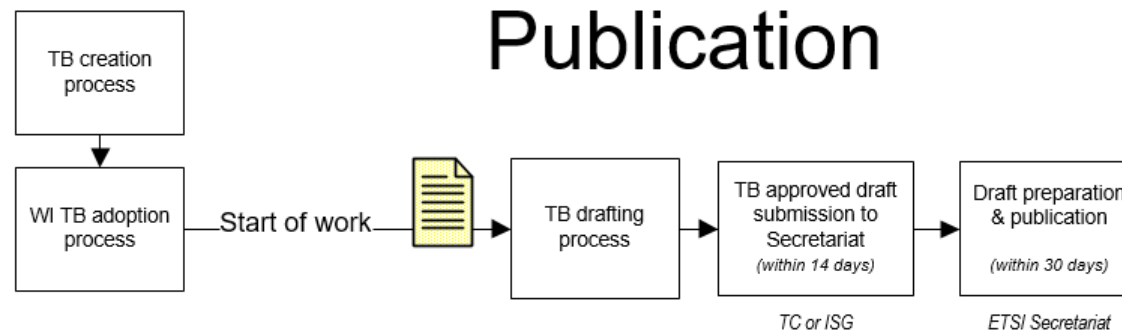 Publication
TB creation
process
WI TB adoption
process
Start of work
TB drafting
process
TB approved draft
submission to
Secretariat
(within 14 days)
TC or ISG
Draft preparation
& publication
(within 30 days)
ETSI Secretariat